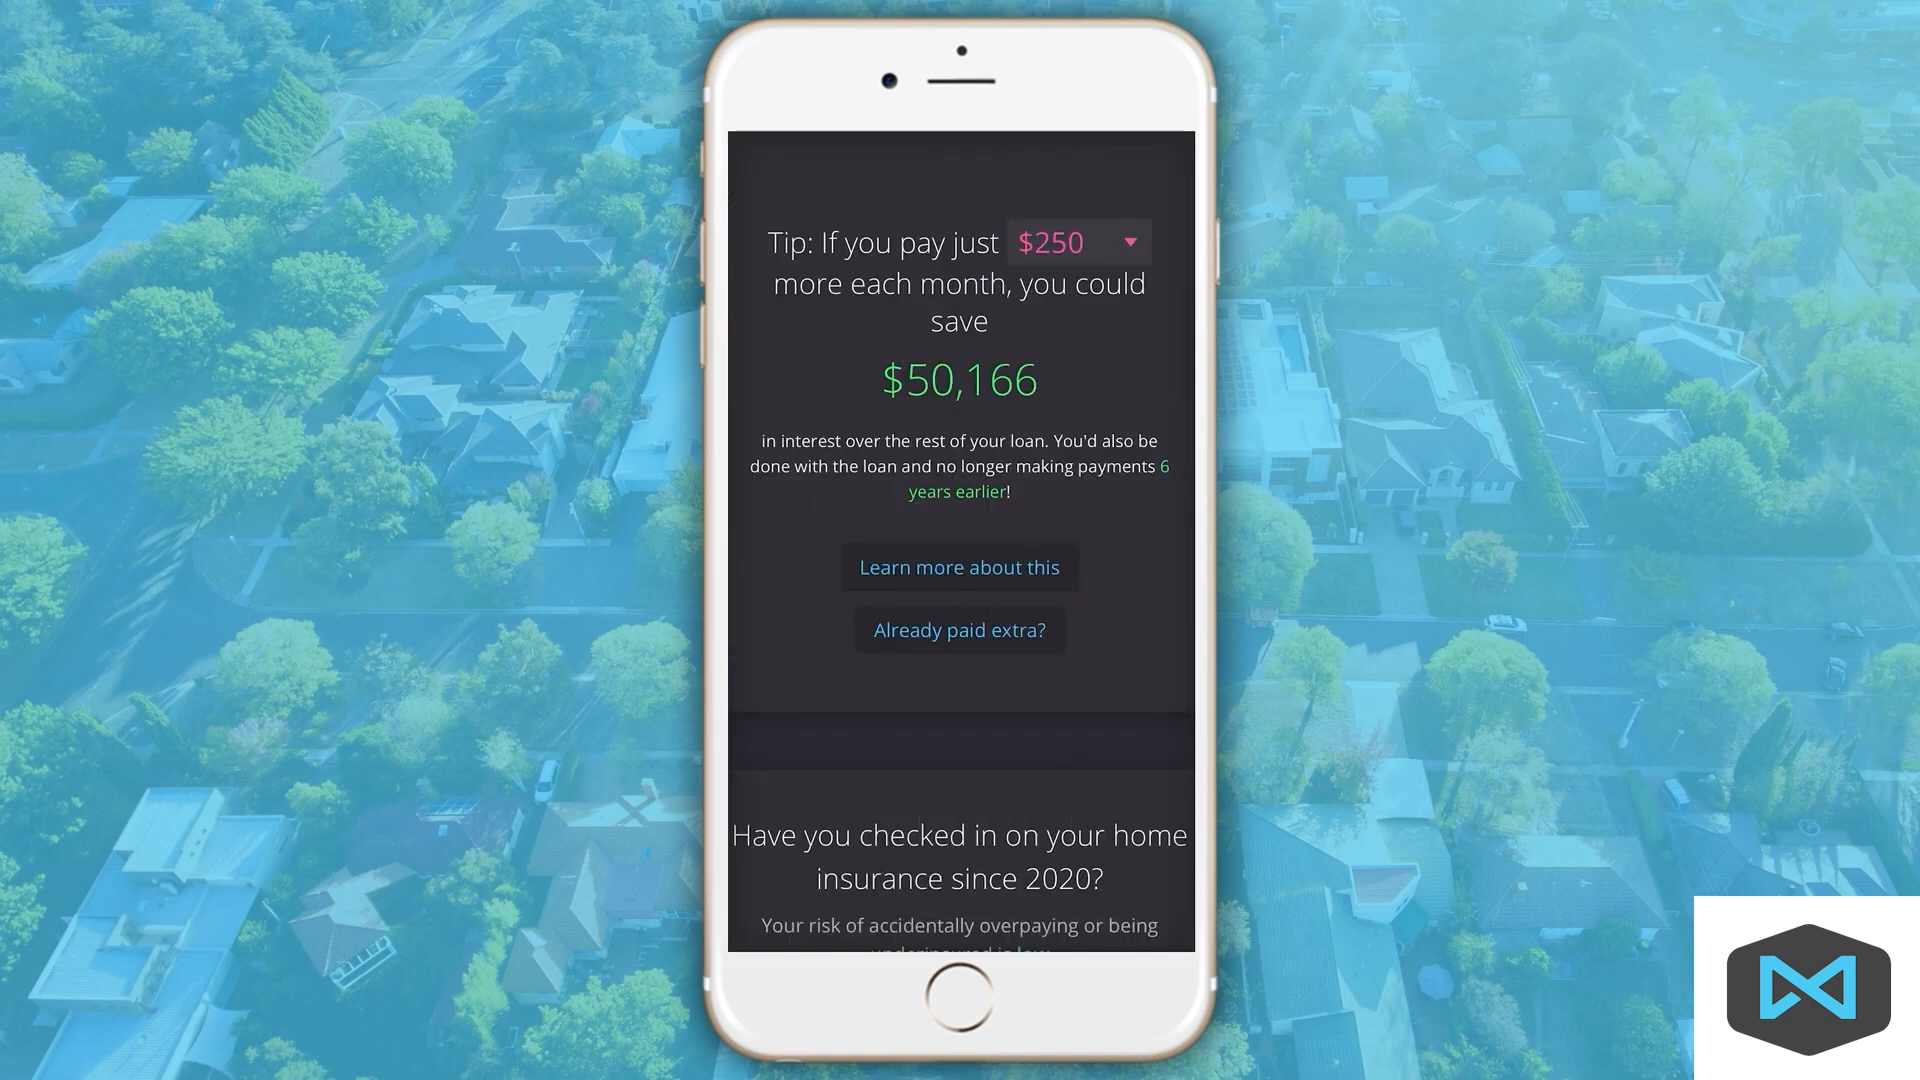 Tip: If you pay just $250
more each month, you could
save
$50,166
in interest over the rest of your loan. You'd also be
done with the loan and no longer making payments 6
years earlier!
Learn more about this
Already paid extra?
Have you checked in on your home
insurance since 2020?
Your risk of accidentally overpaying or being